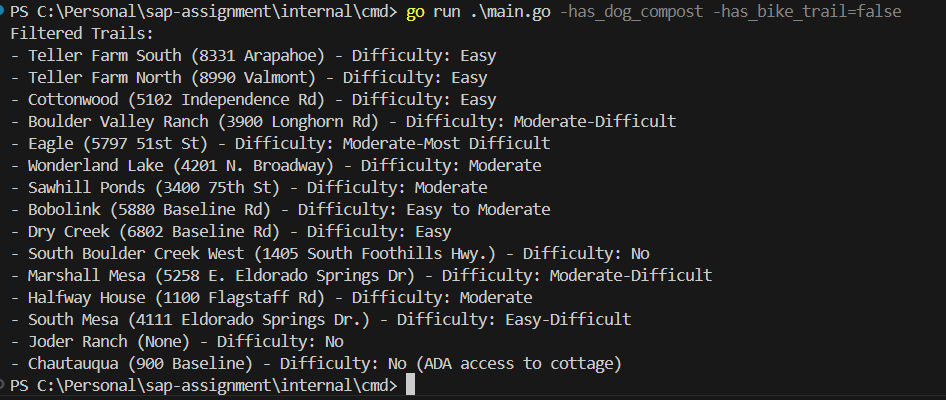 PS C:\Personal\sap-assignment\internal\cmd> go run .\main.go -has_dog_compost -has_bike_trail=false
Filtered Trails:
- Teller Farm South (8331 Arapahoe) - Difficulty: Easy
- Teller Farm North (8990 Valmont) - Difficulty: Easy
- Cottonwood (5102 Independence Rd) - Difficulty: Easy
- Boulder Valley Ranch (3900 Longhorn Rd) - Difficulty: Moderate-Difficult
- Eagle (5797 51st St) - Difficulty: Moderate-Most Difficult
- Wonderland Lake (4201 N. Broadway) - Difficulty: Moderate
- Sawhill Ponds (3400 75th St) - Difficulty: Moderate
- Bobolink (5880 Baseline Rd) - Difficulty: Easy to Moderate
- Dry Creek (6802 Baseline Rd) - Difficulty: Easy
- South Boulder Creek West (1405 South Foothills Hwy.) - Difficulty: No
- Marshall Mesa (5258 E. Eldorado Springs Dr) - Difficulty: Moderate-Difficult
- Halfway House (1100 Flagstaff Rd) - Difficulty: Moderate
- South Mesa (4111 Eldorado Springs Dr.) - Difficulty: Easy-Difficult
- Joder Ranch (None) - Difficulty: No
- Chautauqua (900 Baseline) - Difficulty: No (ADA access to cottage)
PS C:\Personal\sap-assignment\internal\cmd>